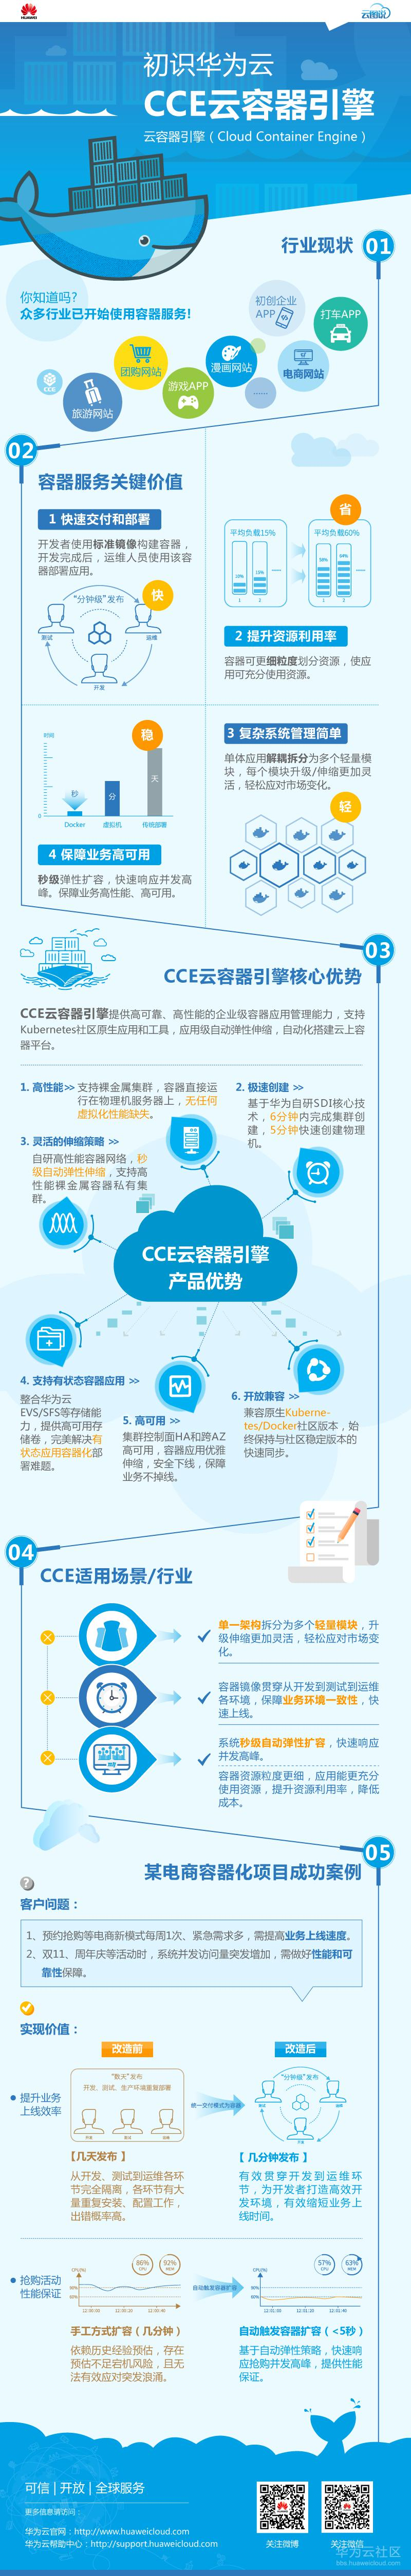 HUAWEI
云容器知识
初识华为云
CCE云容器引擎
云容器引擎（Cloud Container Engine）
行业现状
01
你知道吗?
众多行业已开始使用容器服务!
初创企业
APP
打车APP
团购网站
漫画网站
电商网站
CCE
旅游网站
游戏APP
......
02
容器服务关键价值
1 快速交付和部署
开发者使用标准镜像构建容器，
开发完成后，运维人员使用该容
器部署应用。
快
“分钟级”发布
测试
运维
开发
省
平均负载15%
平均负载60%
1
2
1
2
2 提升资源利用率
容器可更细粒度划分资源，使应
用可充分使用资源。
稳
时间
秒
分
天
0
Docker
虚拟机
传统部署
4 保障业务高可用
秒级弹性扩容，快速响应并发高
峰。保障业务高性能、高可用。
3 复杂系统管理简单
单体应用解耦拆分为多个轻量模
块，每个模块升级/伸缩更加灵
活，轻松应对市场变化。
轻
03
CCE云容器引擎核心优势
CCE云容器引擎提供高可靠、高性能的企业级容器应用管理能力，支持
Kubernetes社区原生应用和工具，应用级自动弹性伸缩，自动化搭建云上容
器平台。
1. 高性能>> 支持裸金属集群，容器直接运
行在物理机服务器上，无任何
虚拟化性能缺失。
2. 极速创建 >>
基于华为自研SDI核心技
术，6分钟内完成集群创
建，5分钟快速创建物理
机。
3. 灵活的伸缩策略 >>
自研高性能容器网络，秒
级自动弹性伸缩，支持高
性能裸金属容器私有集
群。
CCE云容器引擎
产品优势
4. 支持有状态容器应用 >>
整合华为云
EVS/SFS等存储能
力，提供高可用存
储卷，完美解决有
状态应用容器化部
署难题。
5. 高可用 >>
集群控制面HA和跨AZ
高可用，容器应用优雅
伸缩，安全下线，保障
业务不掉线。
6. 开放兼容 >>
兼容原生Kuberne-
tes/Docker社区版本，始
终保持与社区稳定版本的
快速同步。
04
CCE适用场景/行业
单一架构拆分为多个轻量模块，升
级伸缩更加灵活，轻松应对市场变
化。
容器镜像贯穿从开发到测试到运维
各环境，保障业务环境一致性，快
速上线。
系统秒级自动弹性扩容，快速响应
并发高峰。
容器资源粒度更细，应用能更充分
使用资源，提升资源利用率，降低
成本。
05
某电商容器化项目成功案例
?
客户问题：
1、预约抢购等电商新模式每周1次、紧急需求多，需提高业务上线速度。
2、双11、周年庆等活动时，系统并发访问量突发增加，需做好性能和可
靠性保障。
实现价值：
改造前
改造后
提升业务
上线效率
“数天”发布
开发、测试、生产环境重复部署
开发
测试
运维
统一交付模式为容器
“分钟级”发布
测试
运维
开发
【几天发布】
从开发、测试到运维各环
节完全隔离，各环节有大
量重复安装、配置工作，
出错概率高。
【 几分钟发布 】
有效贯穿开发到运维环
节，为开发者打造高效开
发环境，有效缩短业务上
线时间。
抢购活动
性能保证
86%
CPU
92%
MEM
CPU(%)
90%
60%
12:00:00
12:00:20
12:00:40
自动触发容器扩容
57%
CPU
63%
MEM
CPU(%)
90%
60%
12:01:00
12:01:20
12:01:40
手工方式扩容（几分钟）
依赖历史经验预估，存在
预估不足宕机风险，且无
法有效应对突发浪涌。
自动触发容器扩容（<5秒）
基于自动弹性策略，快速响
应抢购并发高峰，提供性能
保证。
可信 | 开放 | 全球服务
更多信息请访问：
华为云官网：http://www.huaweicloud.com
华为云帮助中心：http://support.huaweicloud.com
关注微博
关注微信
华为云社区
bbs.huaweicloud.com